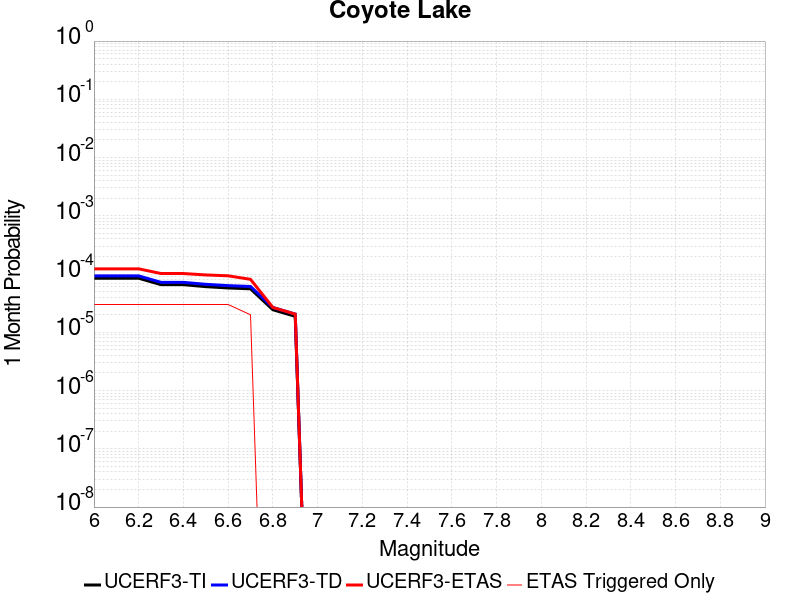 Coyote Lake
10^0
10^-1
10^-2
10^-3
10^-4
10^-5
10^-6
10^-7
10^-8
1 Month Probability
6 6.2 6.4 6.6 6.8 7 7.2 7.4 7.6 7.8 8 8.2 8.4 8.6 8.8 9
Magnitude
UCERF3-TI UCERF3-TD UCERF3-ETAS ETAS Triggered Only